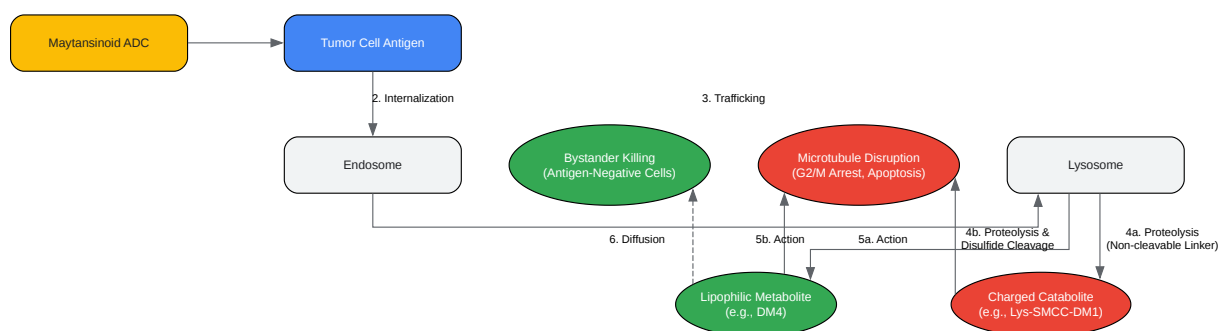 Maytansinoid ADC
Tumor Cell Antigen
2. Internalization
3. Trafficking
Endosome
Bystander Killing
(Antigen-Negative Cells)
Microtubule Disruption
(G2/M Arrest, Apoptosis)
Lysosome
6. Diffusion
5b. Action
5a. Action
4b. Proteolysis &
Disulfide Cleavage
4a. Proteolysis
(Non-cleavable Linker)
Lipophilic Metabolite
(e.g., DM4)
Charged Catabolite
(e.g., Lys-SMCC-DM1)